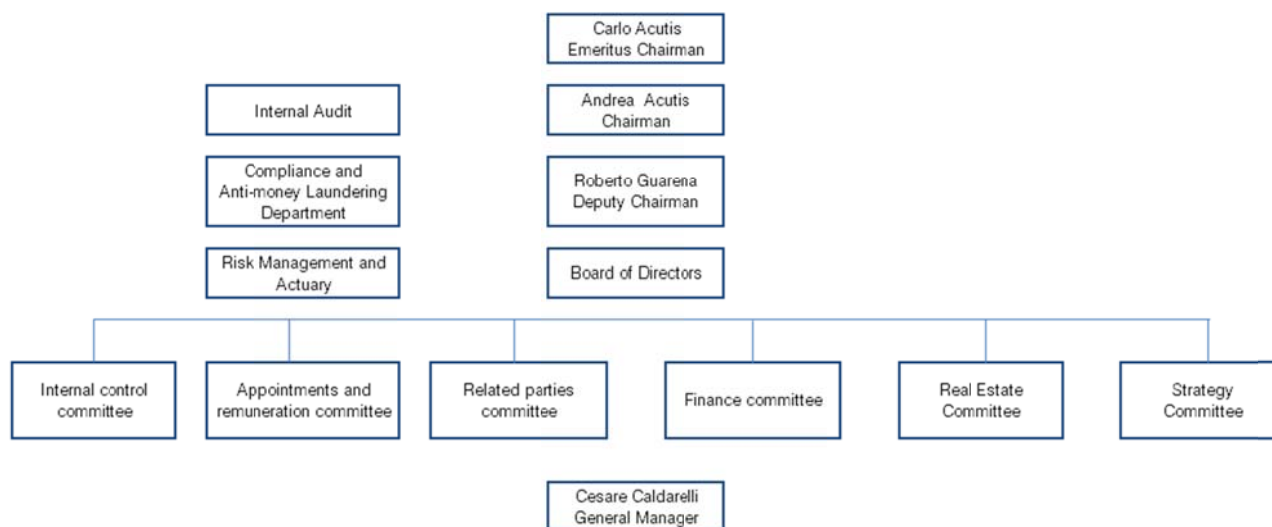 Carlo Acutis
Emeritus Chairman
Internal Audit
Andrea Acutis
Chairman
Compliance and
Anti-money Laundering
Department
Roberto Guarena
Deputy Chairman
Risk Management and
Actuary
Board of Directors
Internal control
committee
Appointments and
remuneration committee
Related parties
committee
Finance committee
Real Estate
Committee
Strategy
Committee
Cesare Caldarelli
General Manager